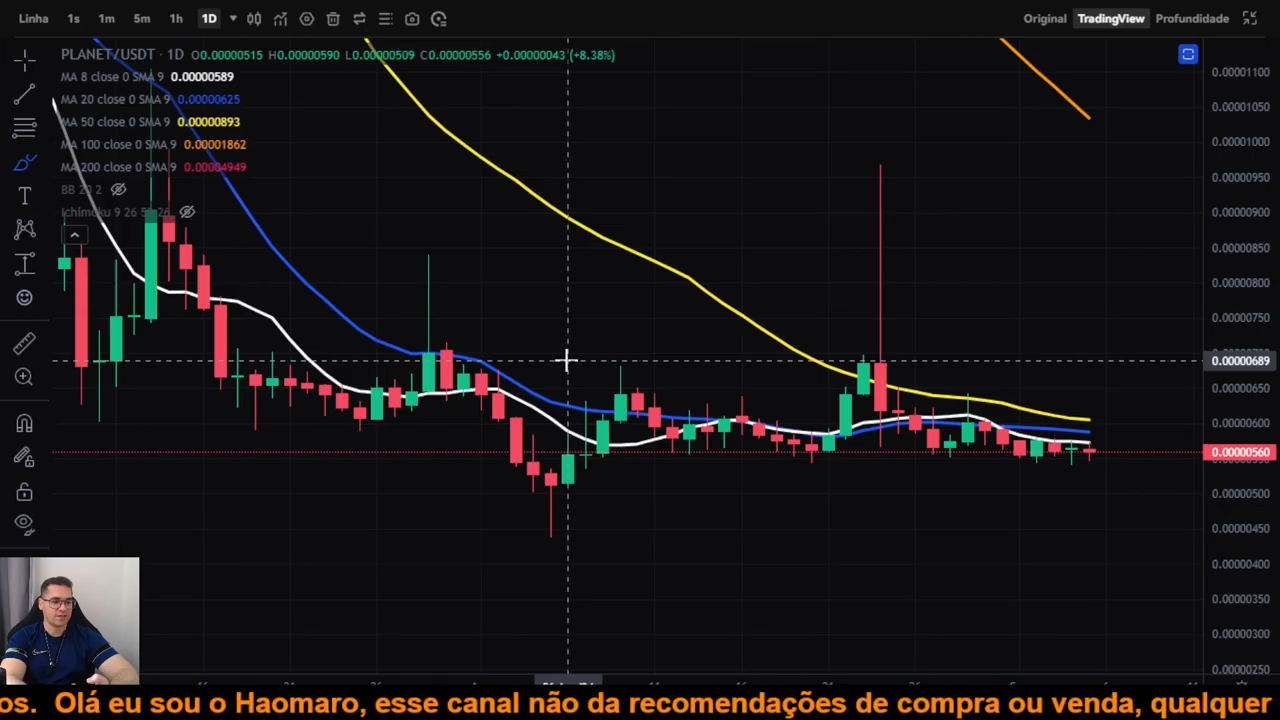 Linha 1s 1m 5m 1h 1D Original TradingView Profundidade
PLANET/USDT · 1D O0.00000515 H0.00000590 L0.00000509 C0.00000556 +0.00000043 (+8.38%)
MA 8 close 0 SMA 9 0.00000589
MA 20 close 0 SMA 9 0.00000625
MA 50 close 0 SMA 9 0.00000893
MA 100 close 0 SMA 9 0.00001862
MA 200 close 0 SMA 9 0.00004949
BB 20 2
Ichimoku 9 26 52 26
0.00001100
0.00001050
0.00001000
0.00000950
0.00000900
0.00000850
0.00000800
0.00000750
0.00000689
0.00000650
0.00000600
0.00000560
0.00000500
0.00000450
0.00000400
0.00000350
0.00000300
0.00000250
os. Olá eu sou o Haomaro, esse canal não da recomendações de compra ou venda, qualquer